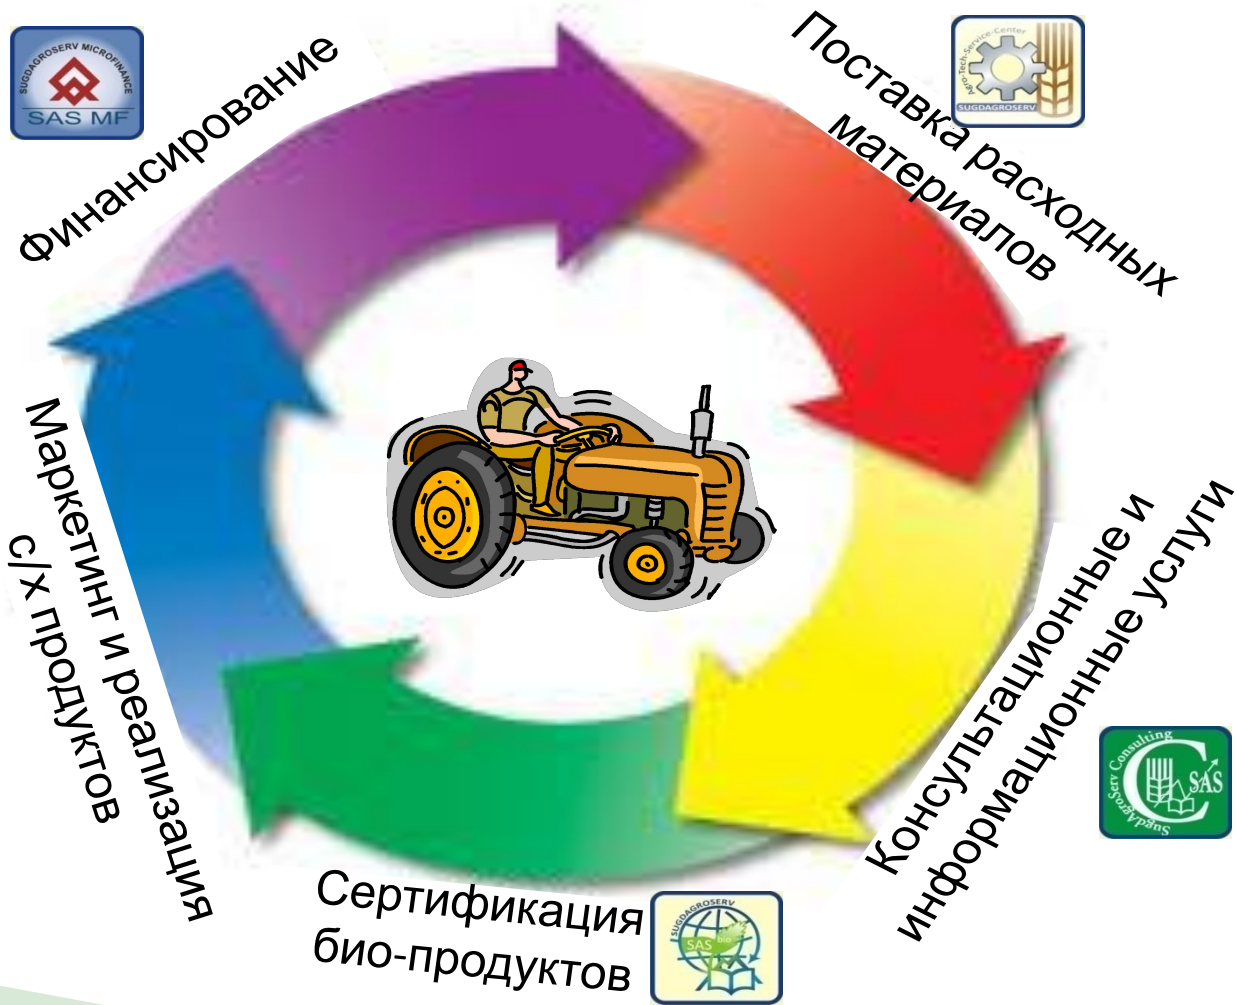 SUGDAGROSERV MICROFINANCE
SAS MF
Финансирование
Поставка расходных
материалов
Agro-Tech-Service-Center
SUGDAGROSERV
Консультационные и
информационные услуги
SugdAgroServ Consulting
SAS
Сертификация
био-продуктов
SUGDAGROSERV
SAS bio
Маркетинг и реализация
с/х продуктов